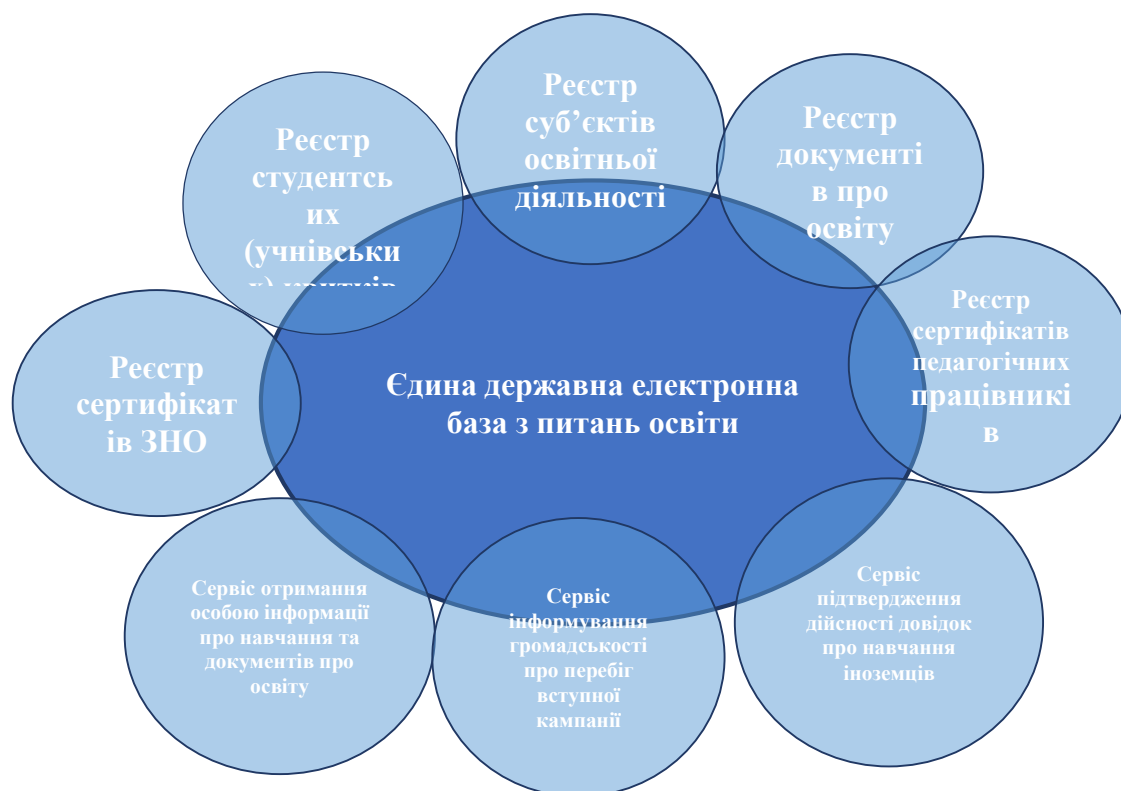 Реєстр
суб’єктів
освітньої
діяльності
Реєстр
студентсь
их
(учнівськи
Реєстр
документі
в про
освіту
Реєстр
сертифікатів
педагогічних
працівникі
в
Реєстр
сертифікат
ів ЗНО
Єдина державна електронна
база з питань освіти
Сервіс отримання
особою інформації
про навчання та
документів про
освіту
Сервіс
інформування
громадськості
про перебіг
вступної
кампанії
Сервіс
підтвердження
дійсності довідок
про навчання
іноземців